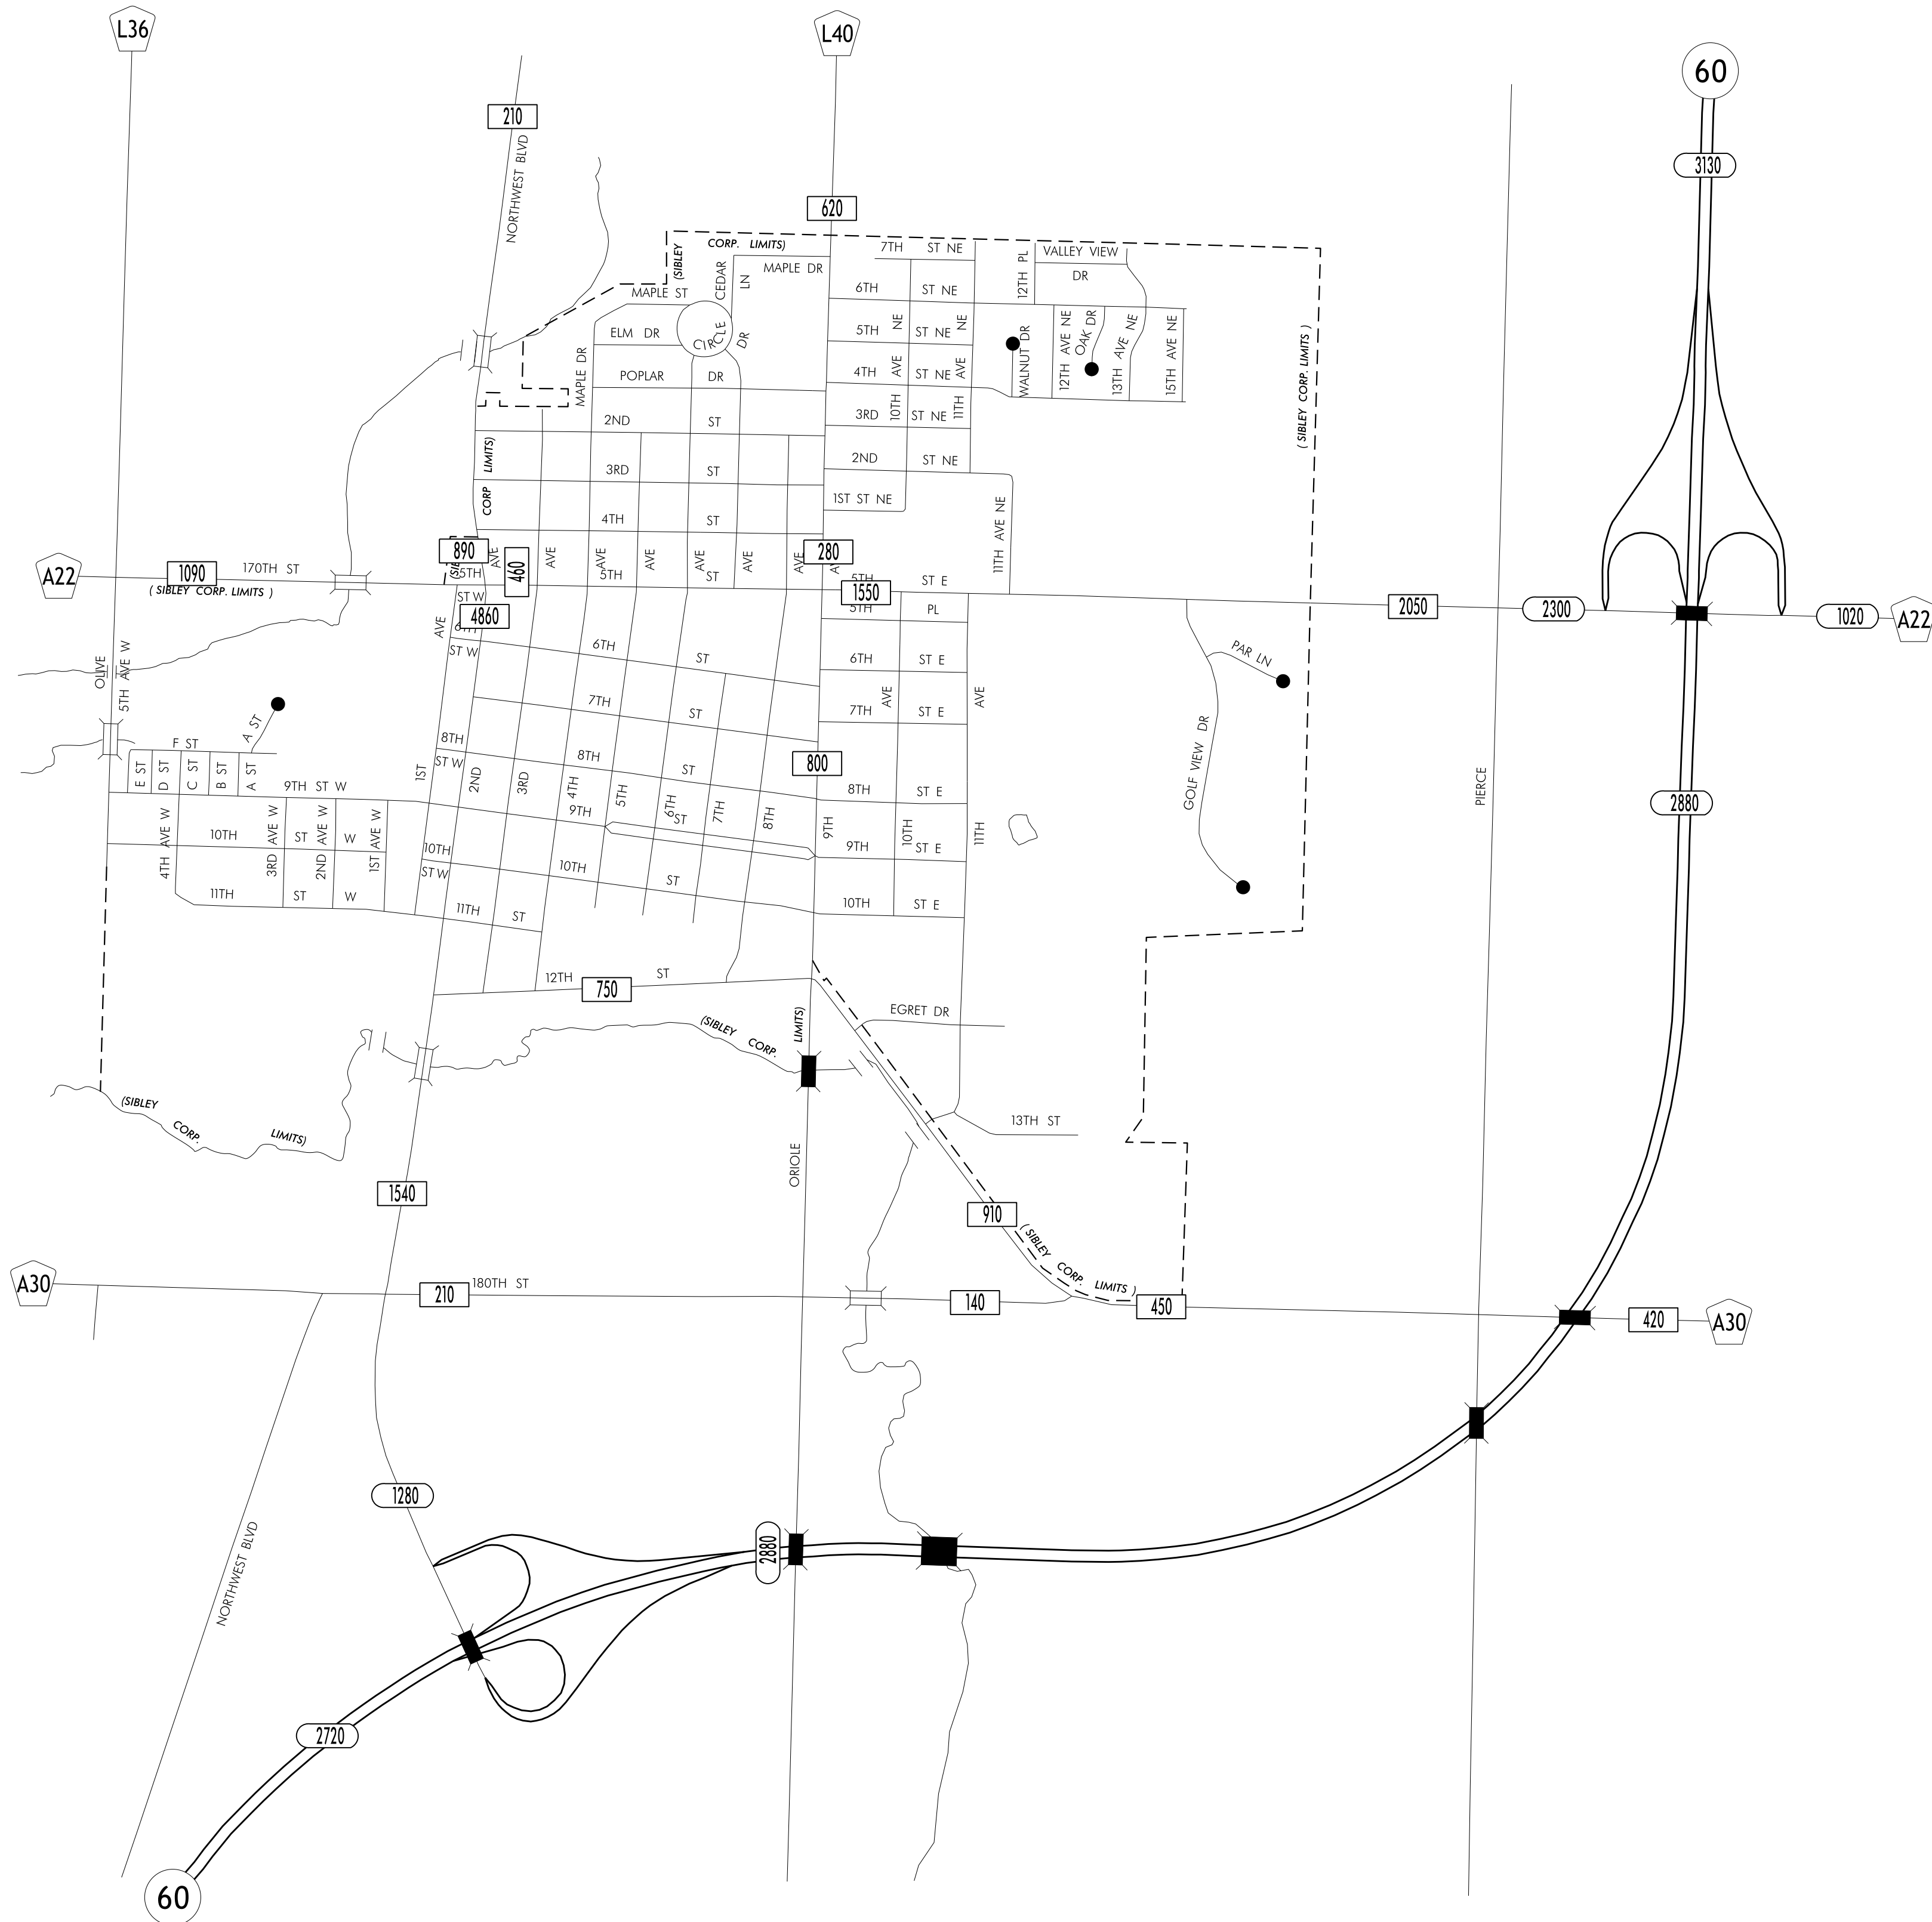 L36
L40
60
210
NORTHWEST BLVD
3130
620
(SIBLEY
CORP. LIMITS)
7TH ST NE
VALLEY VIEW
DR
12TH PL
CEDAR
LN
MAPLE DR
MAPLE ST
6TH ST NE
ELM DR
CIRCLE
DR
5TH ST NE
NE
NE
WALNUT DR
12TH AVE NE
OAK DR
13TH AVE NE
15TH AVE NE
( SIBLEY CORP. LIMITS )
MAPLE DR
POPLAR DR
4TH ST NE
10TH AVE
11TH AVE
2ND ST
3RD ST NE
CORP LIMITS)
3RD ST
2ND ST NE
1ST ST NE
4TH ST
11TH AVE NE
A22
1090
170TH ST
( SIBLEY CORP. LIMITS )
890
AVE
460
AVE
AVE
AVE
AVE
AVE
AVE
280
5TH
ST W
5TH ST
5TH ST E
1550
2050
2300
1020
A22
4860
5TH PL
AVE
ST W
6TH ST
6TH ST E
PAR LN
OLIVE
5TH AVE W
7TH ST
7TH ST E
AVE
AVE
A ST
F ST
E ST
D ST
C ST
B ST
A ST
9TH ST W
8TH
ST W
8TH ST
800
8TH ST E
GOLF VIEW DR
PIERCE
2880
1ST
2ND
3RD
4TH
5TH
6TH
7TH
8TH
9TH
10TH
11TH
9TH ST
9TH ST E
10TH ST W
4TH AVE W
3RD AVE W
2ND AVE W
1ST AVE W
10TH
ST W
10TH ST
10TH ST E
11TH ST W
11TH ST
12TH ST
750
EGRET DR
(SIBLEY CORP.
LIMITS)
(SIBLEY
CORP.
LIMITS)
13TH ST
ORIOLE
1540
910
( SIBLEY
CORP. LIMITS )
A30
210
180TH ST
140
450
420
A30
1280
2880
NORTHWEST BLVD
2720
60